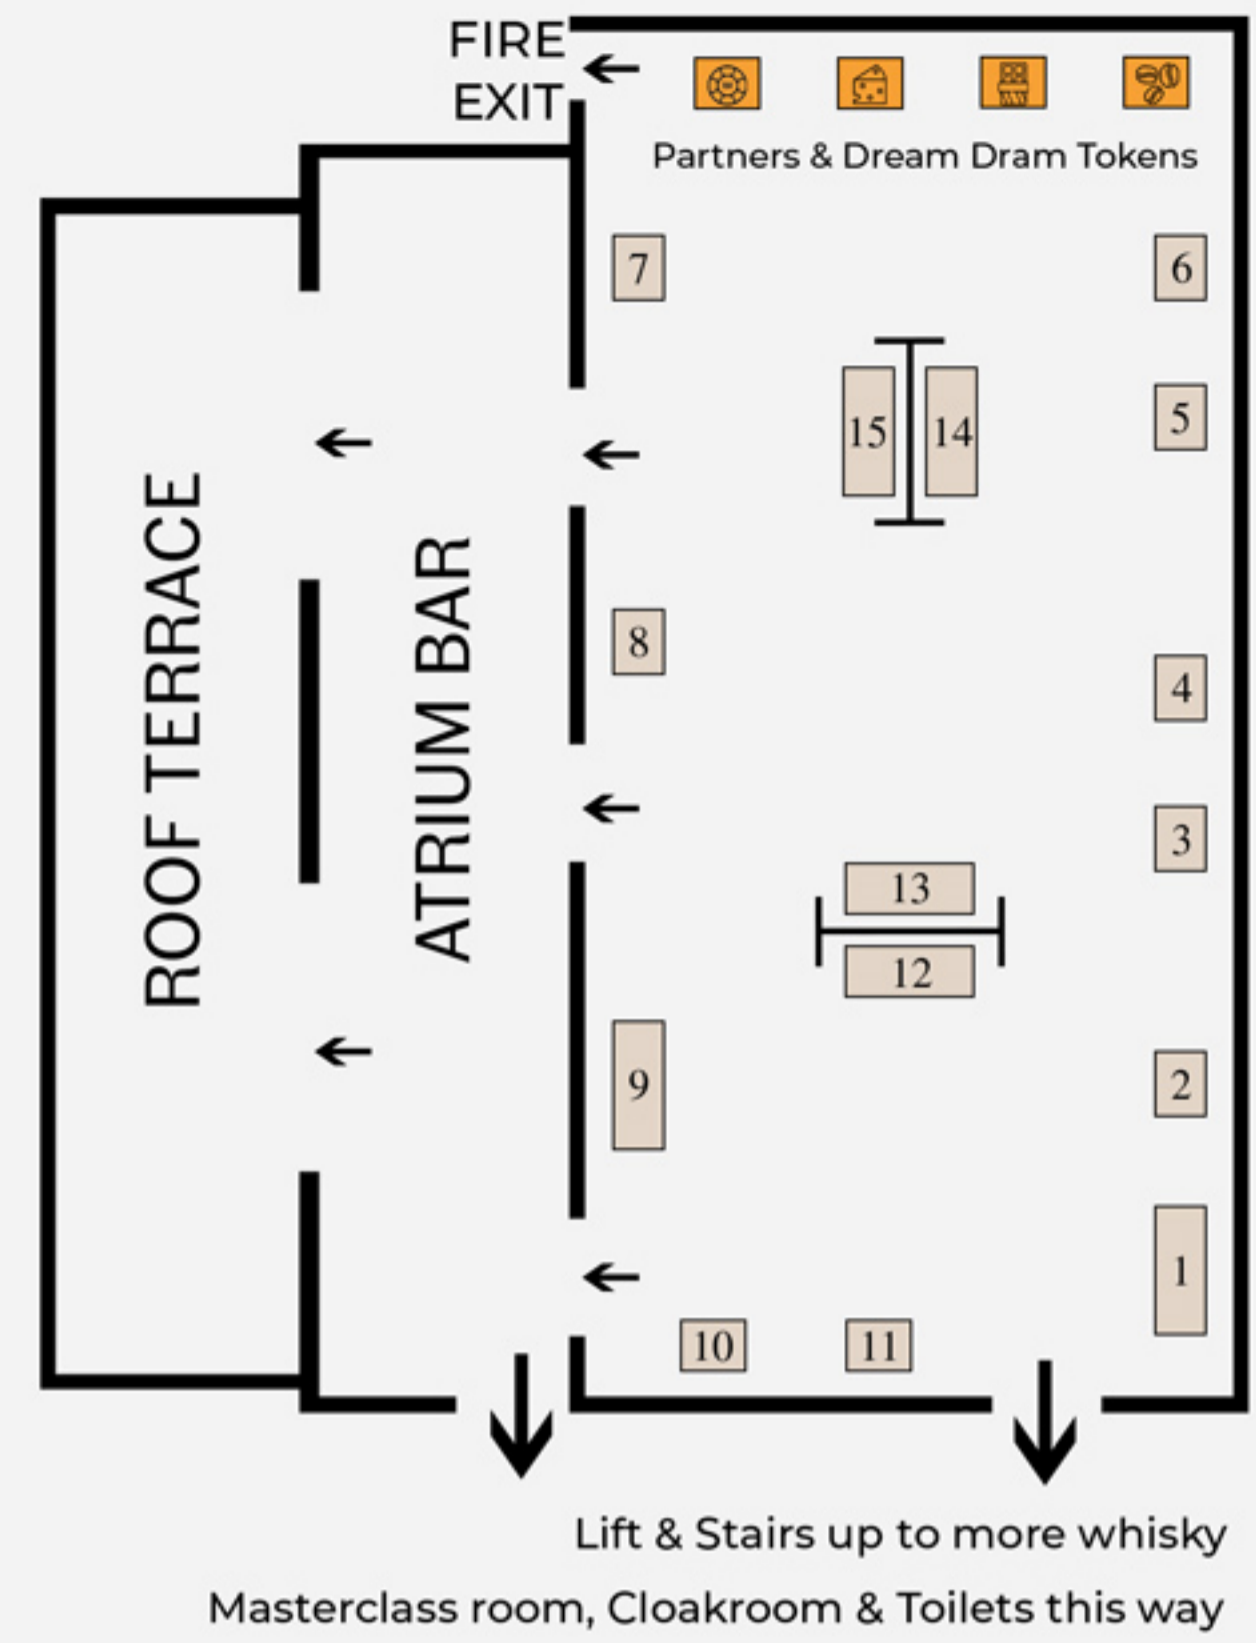 FIRE
EXIT
Partners & Dream Dram Tokens
7
6
15
14
5
ROOF TERRACE
ATRIUM BAR
8
4
3
13
12
9
2
1
10
11
Lift & Stairs up to more whisky
Masterclass room, Cloakroom & Toilets this way